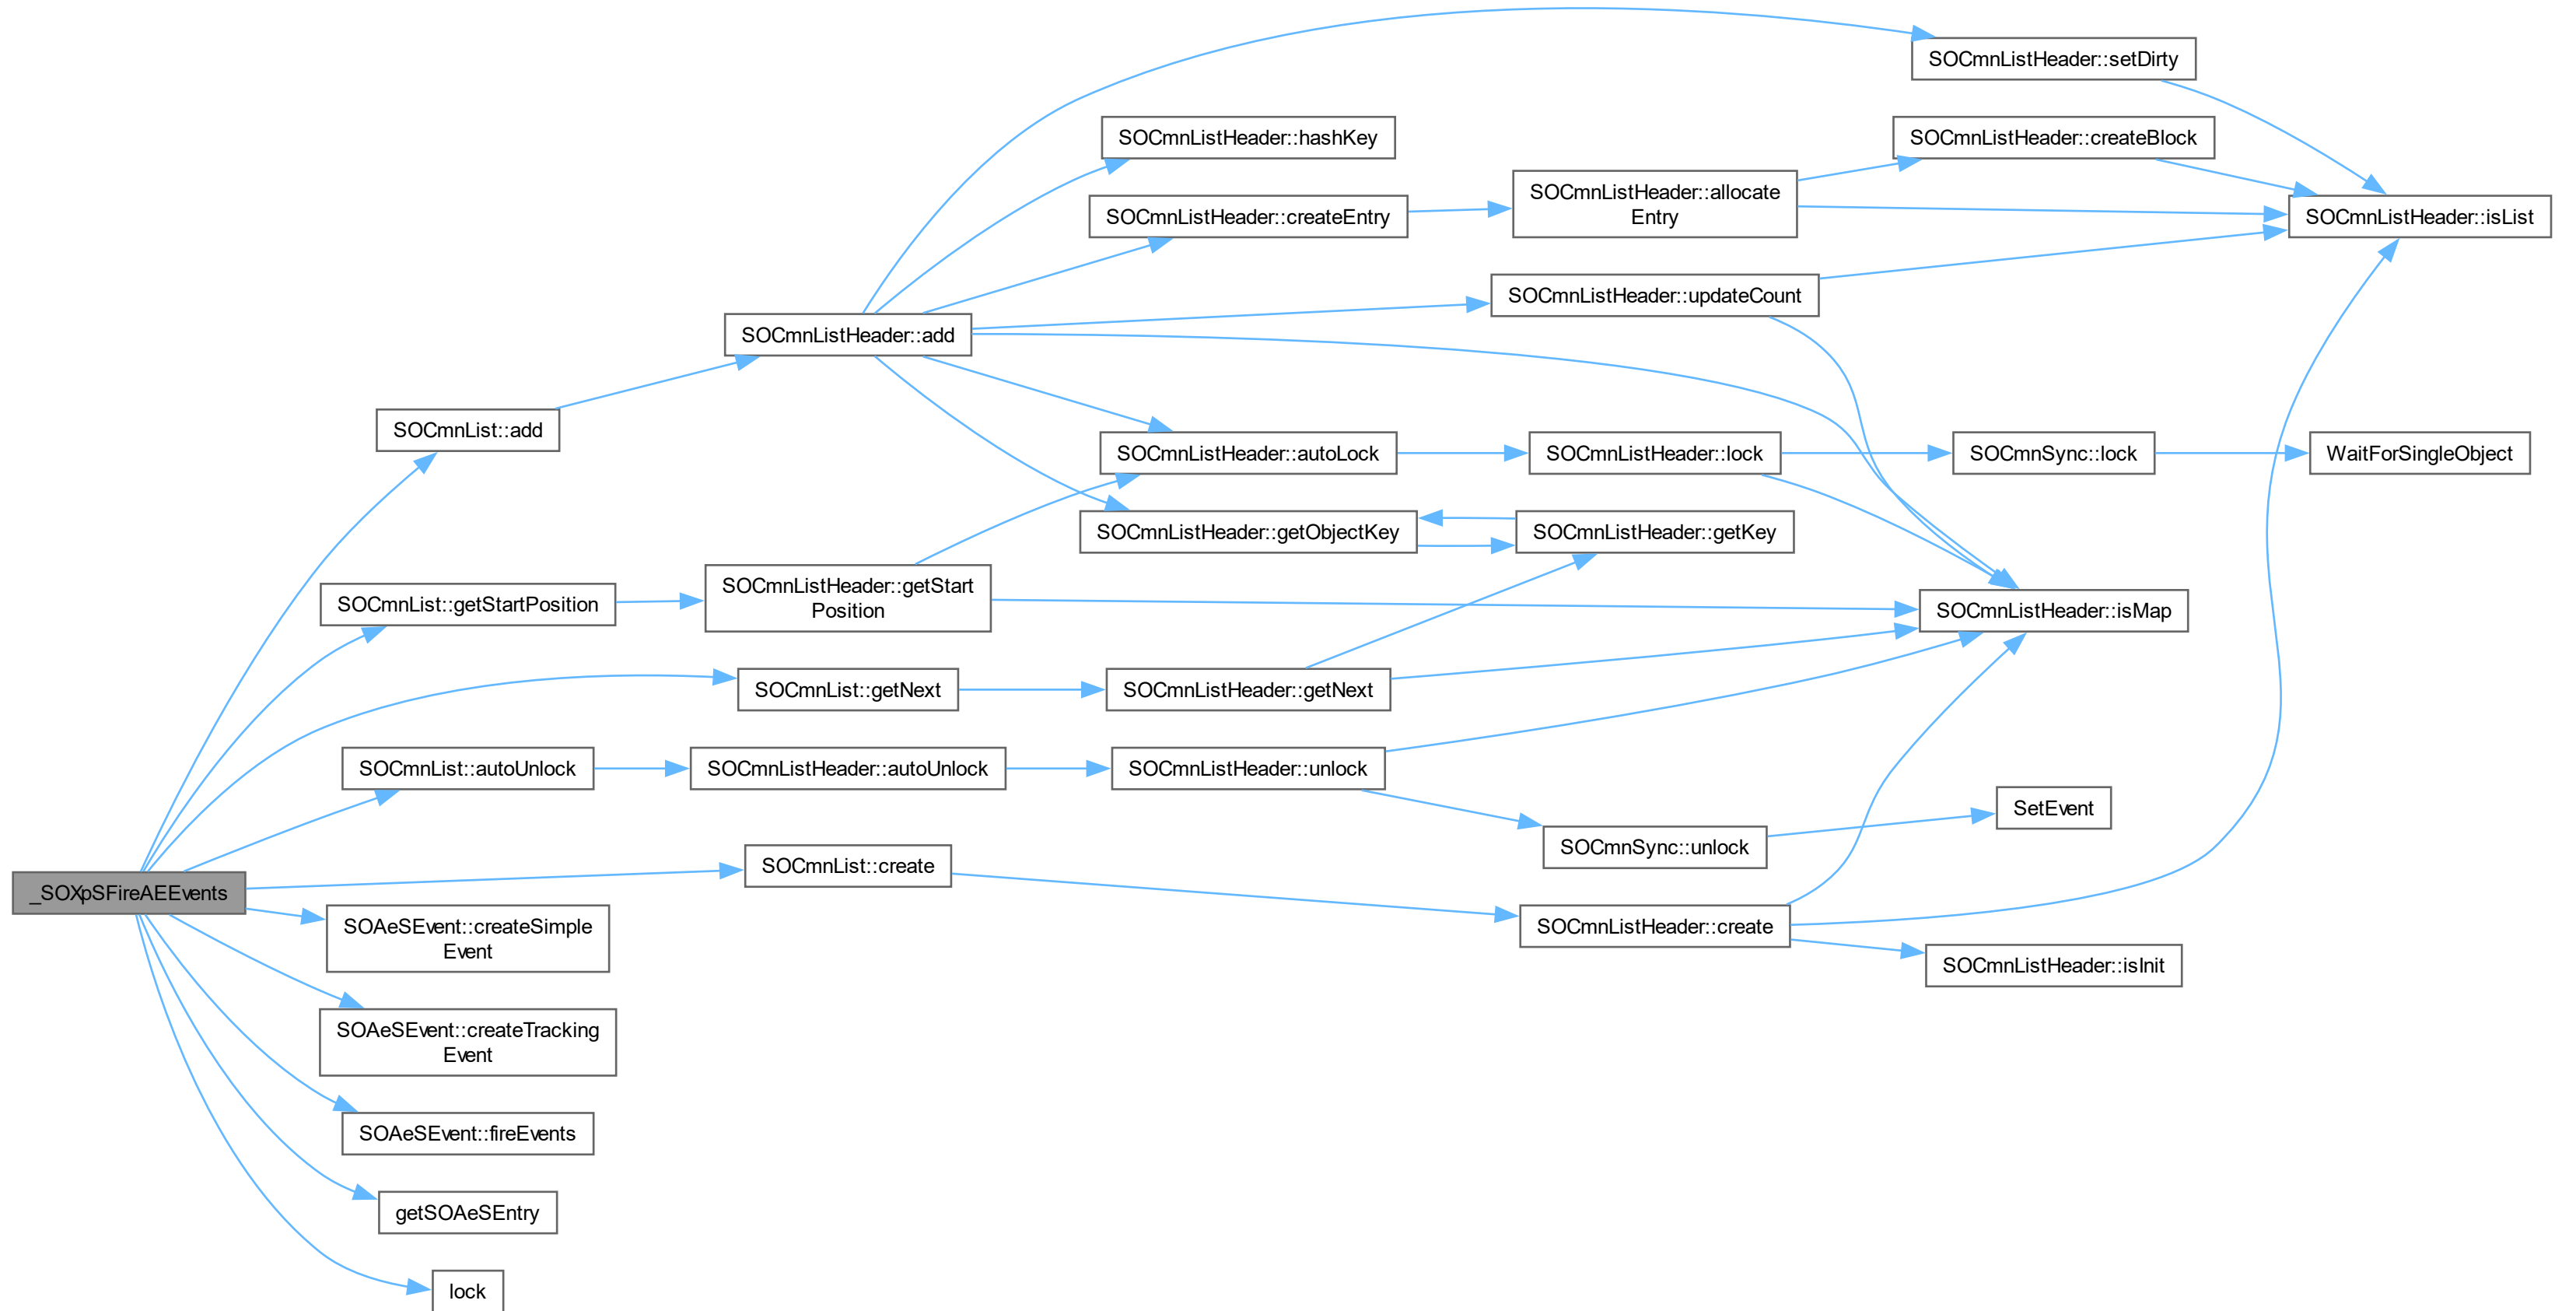 SOCmnListHeader::setDirty
SOCmnListHeader::hashKey
SOCmnListHeader::createBlock
SOCmnListHeader::createEntry
SOCmnListHeader::allocate
Entry
SOCmnListHeader::isList
SOCmnListHeader::updateCount
SOCmnListHeader::add
SOCmnList::add
SOCmnListHeader::autoLock
SOCmnListHeader::lock
SOCmnSync::lock
WaitForSingleObject
SOCmnListHeader::getObjectKey
SOCmnListHeader::getKey
SOCmnList::getStartPosition
SOCmnListHeader::getStart
Position
SOCmnListHeader::isMap
SOCmnList::getNext
SOCmnListHeader::getNext
SOCmnList::autoUnlock
SOCmnListHeader::autoUnlock
SOCmnListHeader::unlock
SetEvent
SOCmnSync::unlock
SOCmnList::create
_SOXpSFireAEEvents
SOCmnListHeader::create
SOAeSEvent::createSimple
Event
SOCmnListHeader::isInit
SOAeSEvent::createTracking
Event
SOAeSEvent::fireEvents
getSOAeSEntry
lock